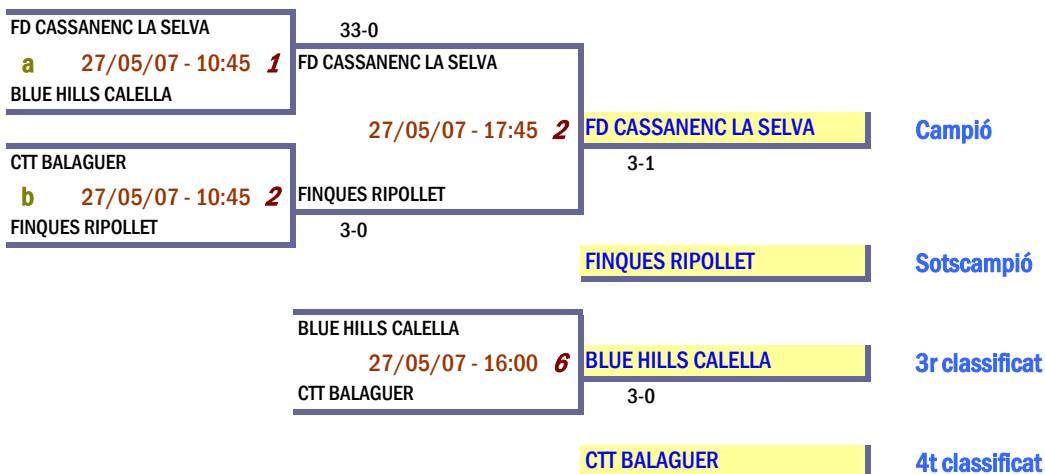 FD CASSANENC LA SELVA
33-0
a 27/05/07 - 10:45 1
FD CASSANENC LA SELVA
BLUE HILLS CALELLA
27/05/07 - 17:45 2
FD CASSANENC LA SELVA
Campió
CTT BALAGUER
3-1
b 27/05/07 - 10:45 2
FINQUES RIPOLLET
FINQUES RIPOLLET
3-0
FINQUES RIPOLLET
Sotscampió
BLUE HILLS CALELLA
27/05/07 - 16:00 6
BLUE HILLS CALELLA
3r classificat
CTT BALAGUER
3-0
CTT BALAGUER
4t classificat